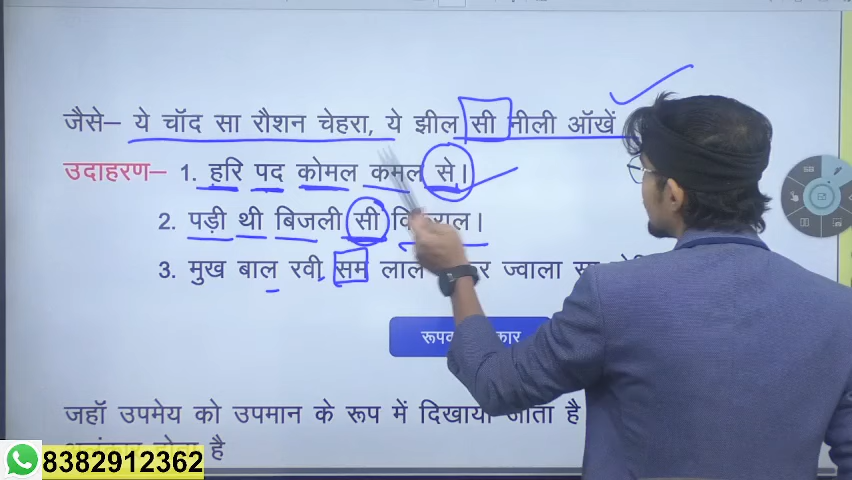 जैसे– ये चॉद सा रौशन चेहरा, ये झील सी नीली ऑखें
उदाहरण– 1. हरि पद कोमल कमल से।
2. पड़ी थी बिजली सी
3. मुख बाल रवी, सम लाल ज्वाला
जहॉ उपमेय को उपमान के रूप में दिखाया जाता है
है
8382912362